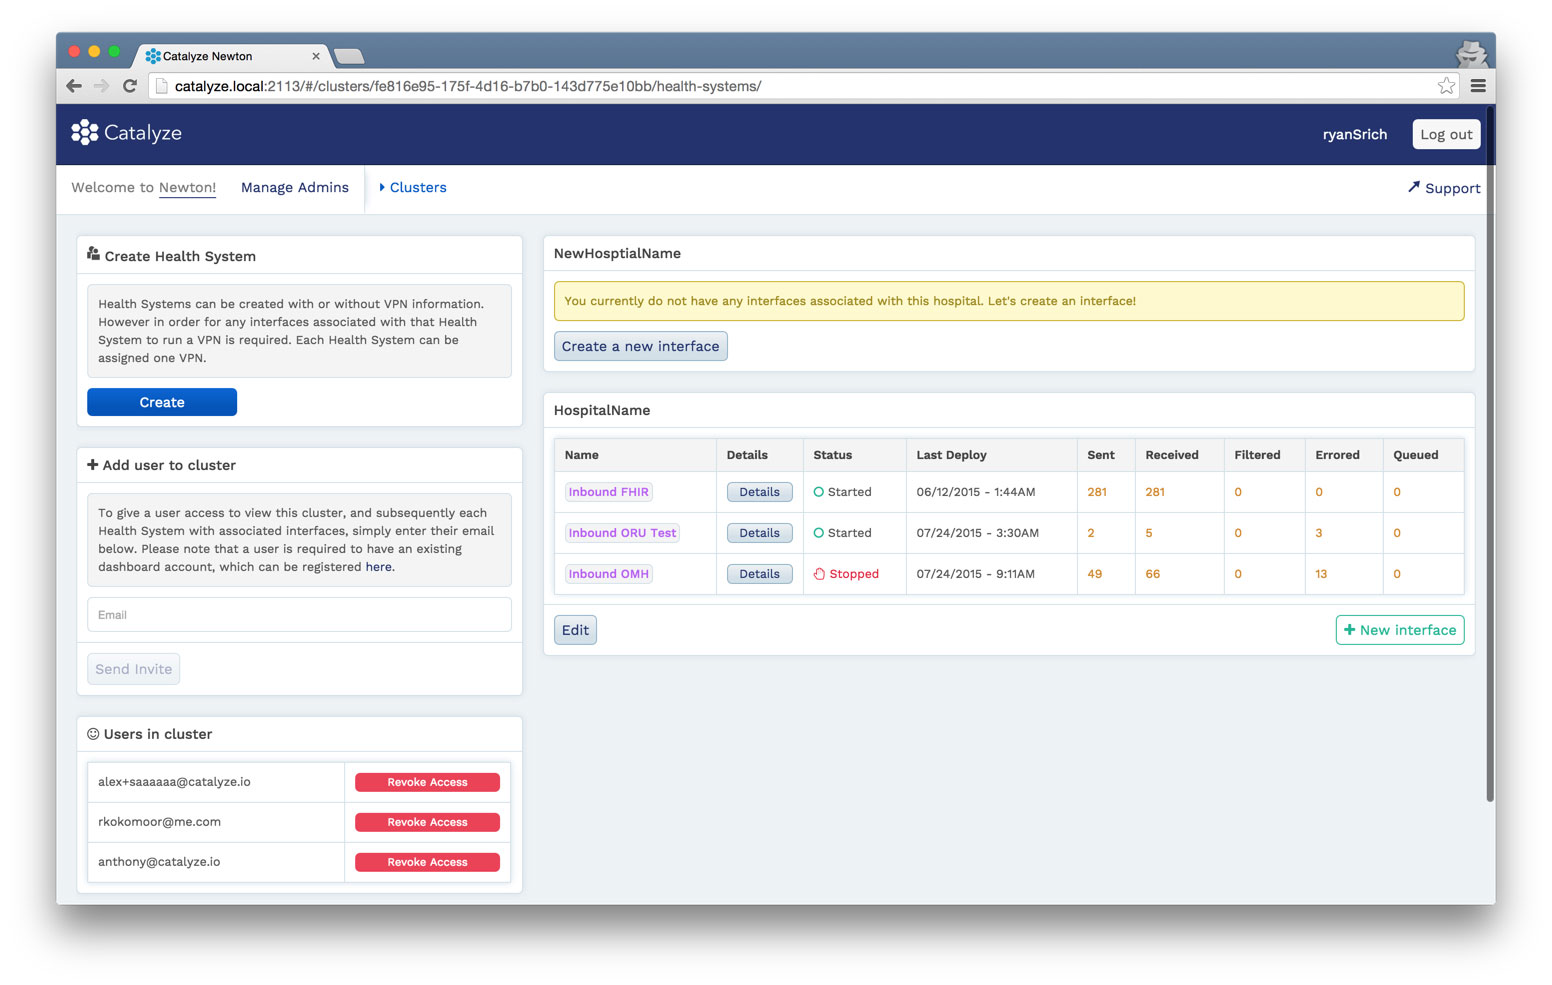 Catalyze Newton
catalyze.local:2113/#/clusters/fe816e95-175f-4d16-b7b0-143d775e10bb/health-systems/
Catalyze
ryanSrich
Log out
Welcome to Newton!
Manage Admins
Clusters
Support
Create Health System
Health Systems can be created with or without VPN information.
However in order for any interfaces associated with that Health
System to run a VPN is required. Each Health System can be
assigned one VPN.
Create
Add user to cluster
To give a user access to view this cluster, and subsequently each
Health System with associated interfaces, simply enter their email
below. Please note that a user is required to have an existing
dashboard account, which can be registered here.
Email
Send Invite
Users in cluster
alex+saaaaaa@catalyze.io Revoke Access
rkokomoor@me.com Revoke Access
anthony@catalyze.io Revoke Access
NewHosptialName
You currently do not have any interfaces associated with this hospital. Let's create an interface!
Create a new interface
HospitalName
Name Details Status Last Deploy Sent Received Filtered Errored Queued
Inbound FHIR Details Started 06/12/2015 - 1:44AM 281 281 0 0 0
Inbound ORU Test Details Started 07/24/2015 - 3:30AM 2 5 0 3 0
Inbound OMH Details Stopped 07/24/2015 - 9:11AM 49 66 0 13 0
Edit
New interface